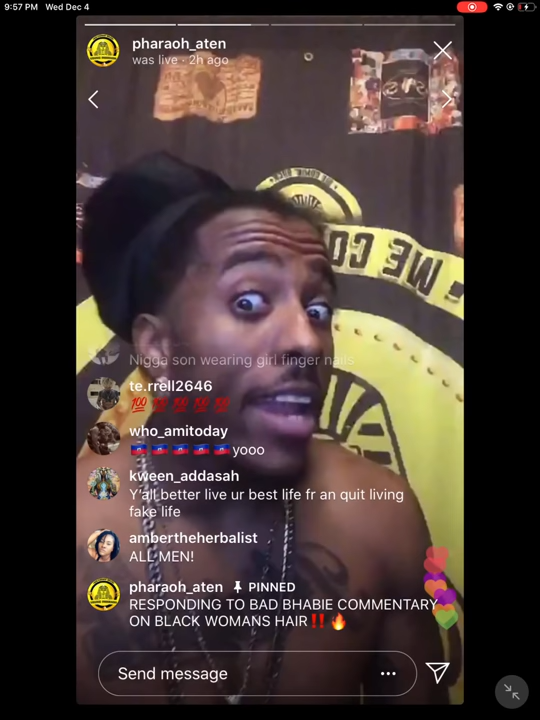 9:57 PM Wed Dec 4
pharaoh_aten
was live · 2h ago
ME CO
Nigga son wearing girl finger nails
te.rrell2646
💯 💯 💯 💯 💯
who_amitoday
🇭🇹 🇭🇹 🇭🇹 🇭🇹 🇭🇹 yooo
kween_addasah
Y'all better live ur best life fr an quit living
fake life
ambertheherbalist
ALL MEN!
pharaoh_aten PINNED
RESPONDING TO BAD BHABIE COMMENTARY
ON BLACK WOMANS HAIR‼️🔥
Send message